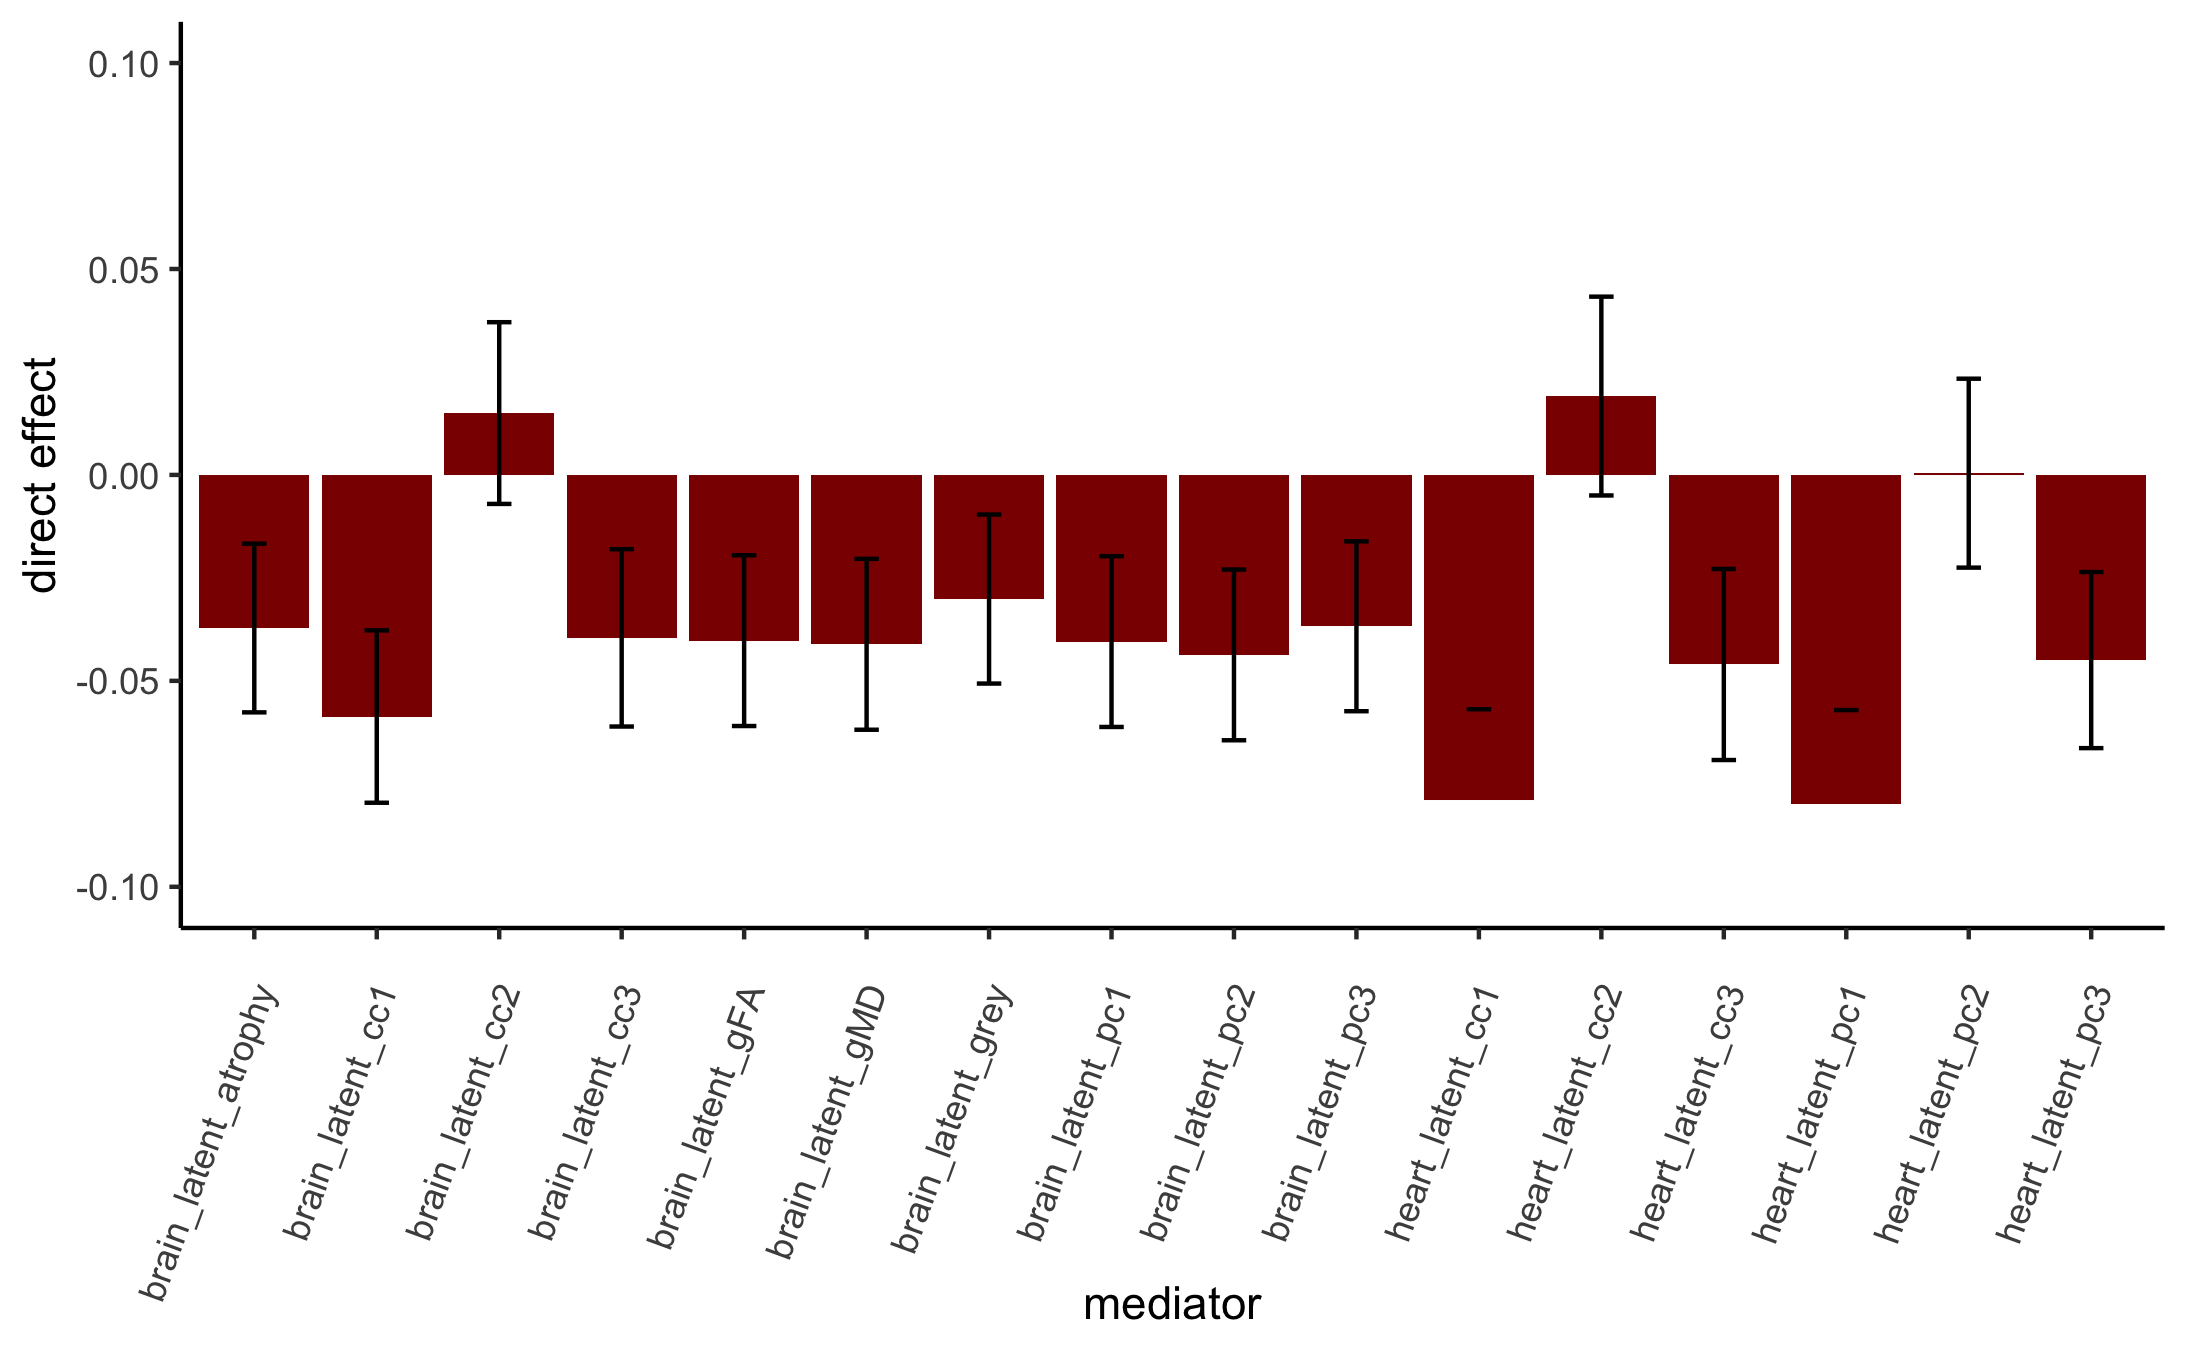 0.10
0.05
0.00
-0.05
-0.10
direct effect
brain_latent_atrophy
brain_latent_cc1
brain_latent_cc2
brain_latent_cc3
brain_latent_gFA
brain_latent_gMD
brain_latent_grey
brain_latent_pc1
brain_latent_pc2
brain_latent_pc3
heart_latent_cc1
heart_latent_cc2
heart_latent_cc3
heart_latent_pc1
heart_latent_pc2
heart_latent_pc3
mediator